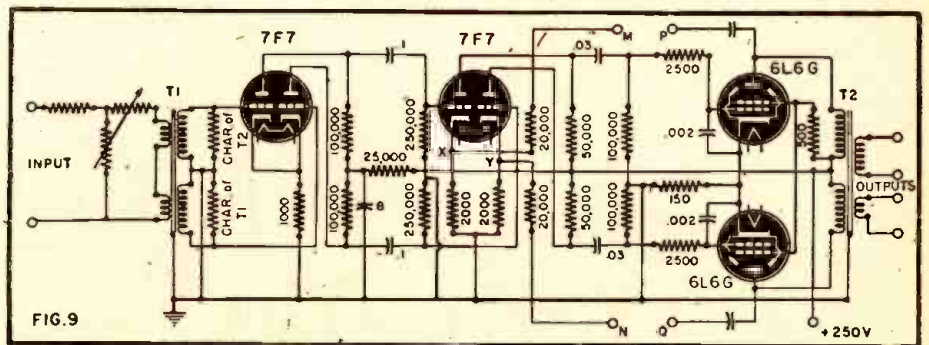 7F7
7F7
6L6G
T1
T2
M
P
.1
.03
2500
INPUT
CHAR. of T2
CHAR. of T1
1000
100,000
100,000
25,000
8
250,000
250,000
.1
X
Y
2000
2000
20,000
20,000
50,000
50,000
100,000
100,000
.03
.002
500
150
.002
2500
OUTPUTS
6L6G
N
Q
+250V
FIG.9